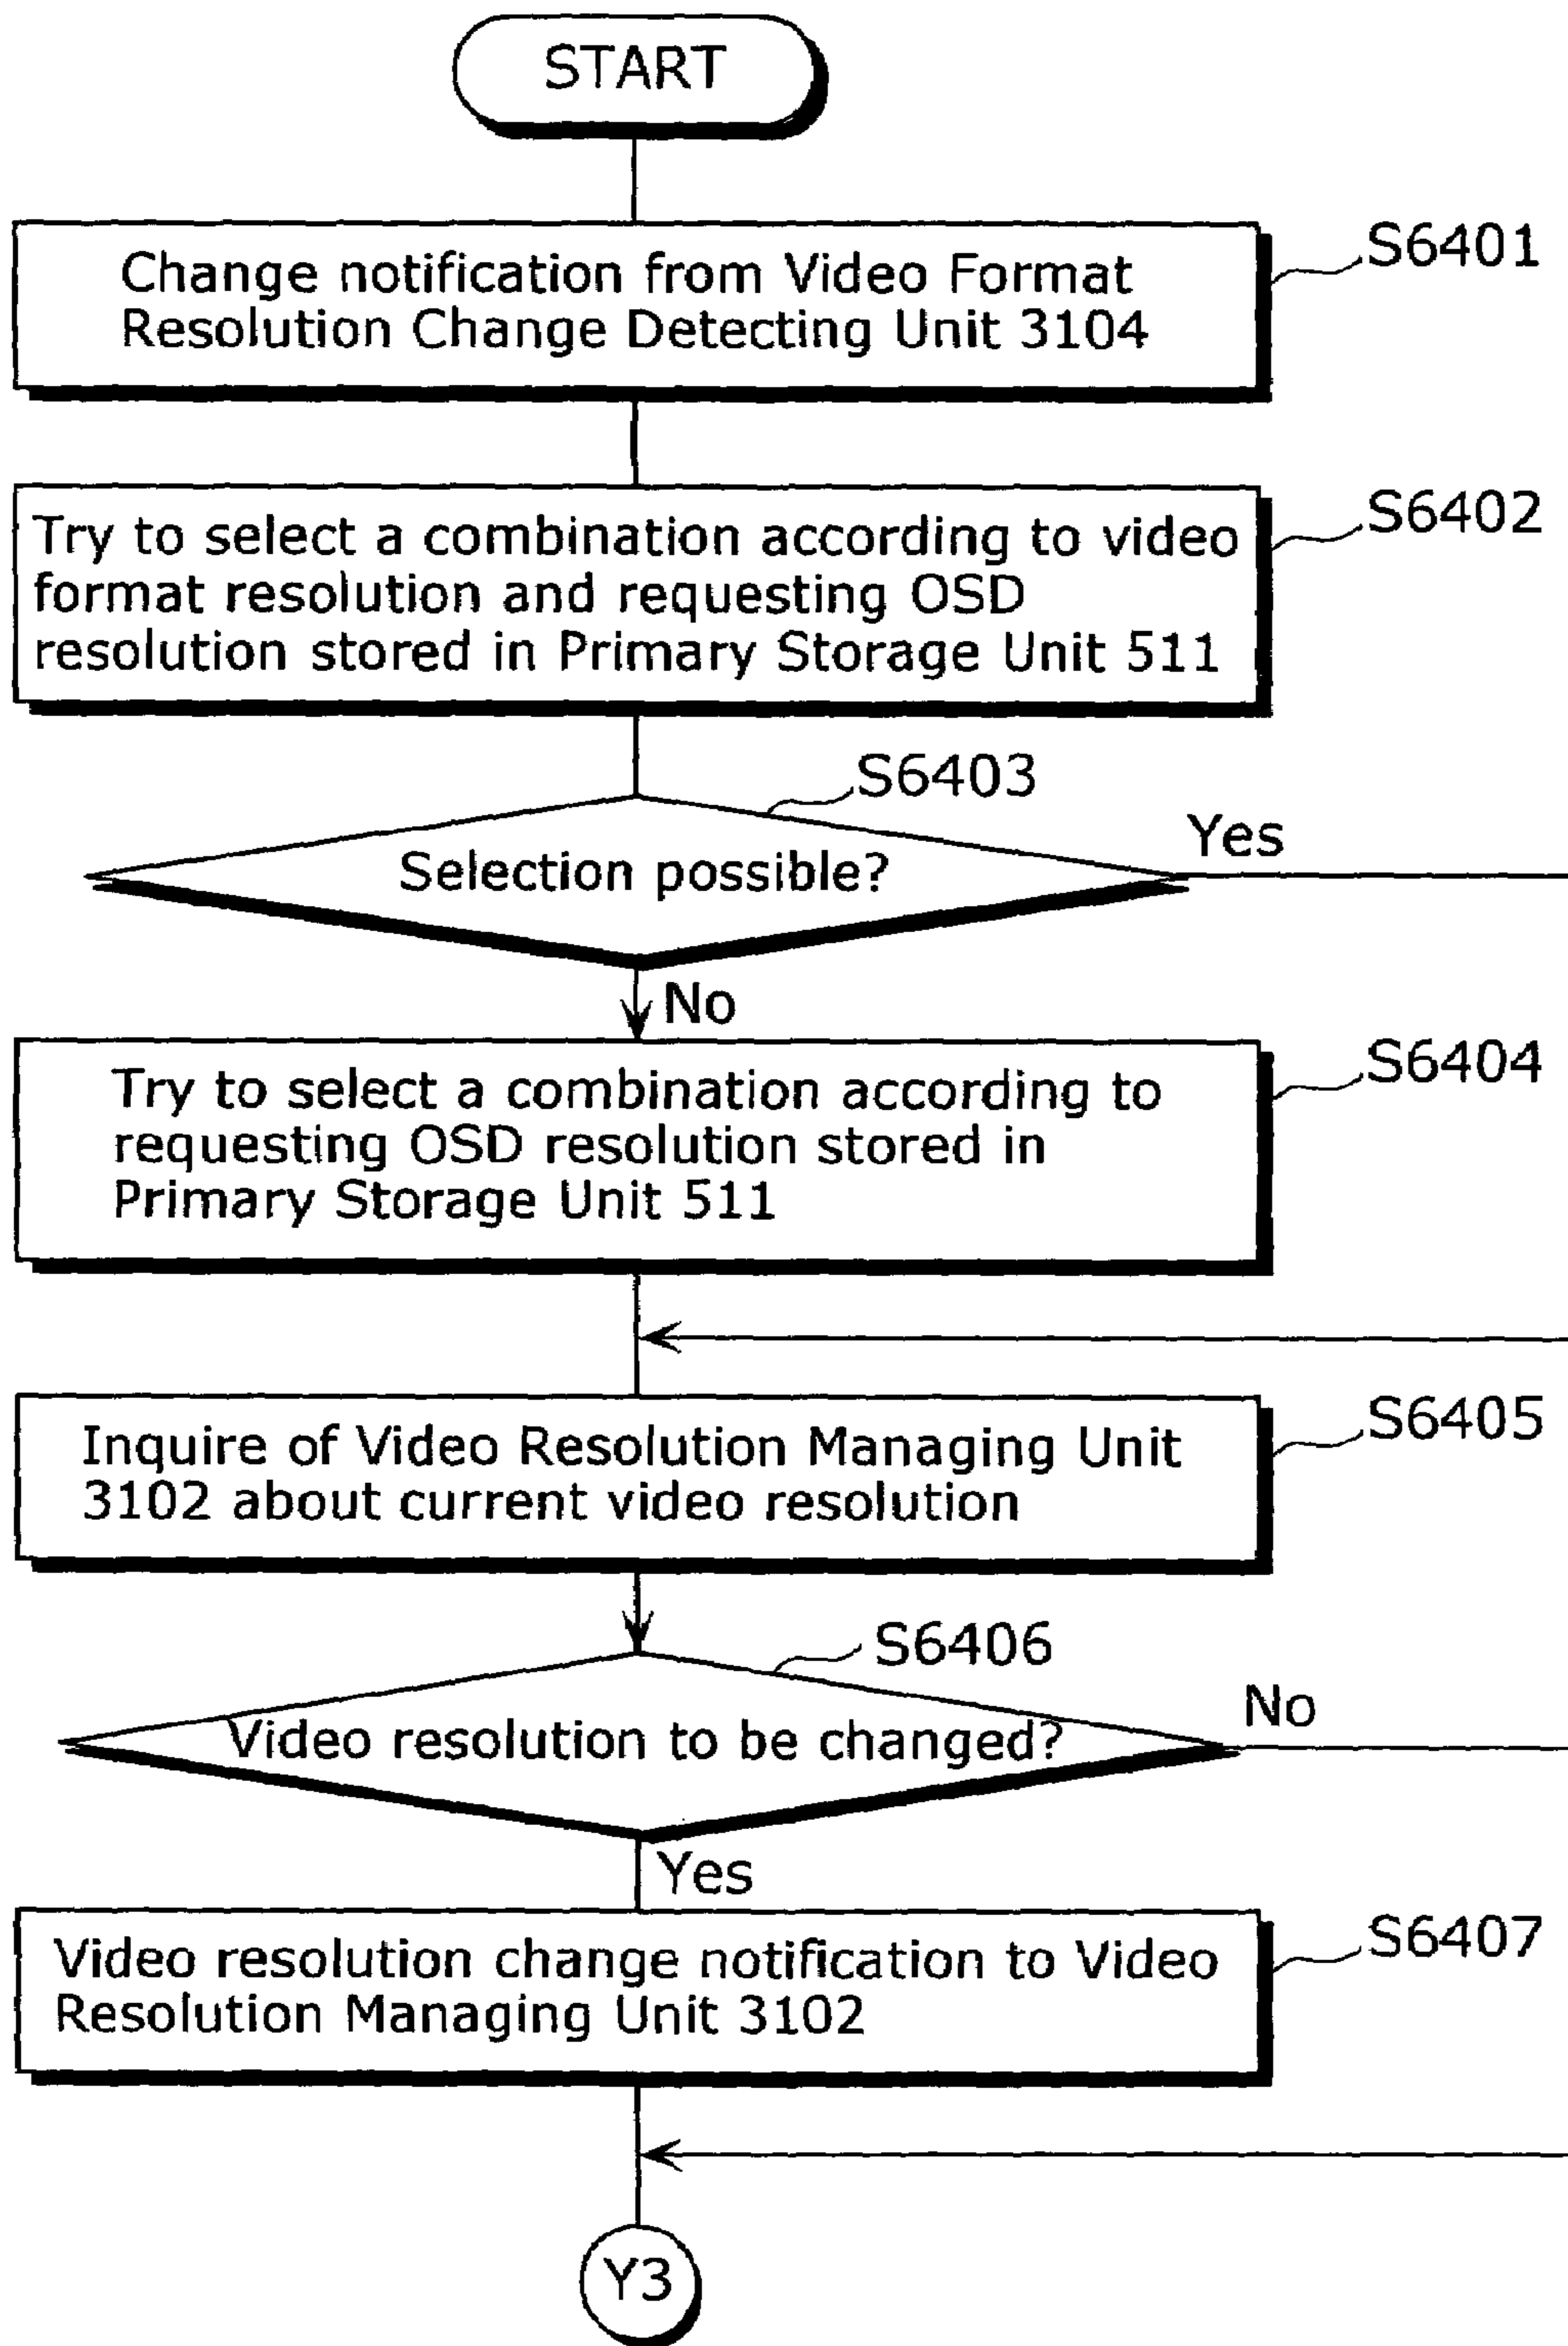 START
S6401
Change notification from Video Format
Resolution Change Detecting Unit 3104
S6402
Try to select a combination according to video
format resolution and requesting OSD
resolution stored in Primary Storage Unit 511
S6403
Yes
Selection possible?
No
S6404
Try to select a combination according to
requesting OSD resolution stored in
Primary Storage Unit 511
S6405
Inquire of Video Resolution Managing Unit
3102 about current video resolution
S6406
No
Video resolution to be changed?
Yes
S6407
Video resolution change notification to Video
Resolution Managing Unit 3102
Y3